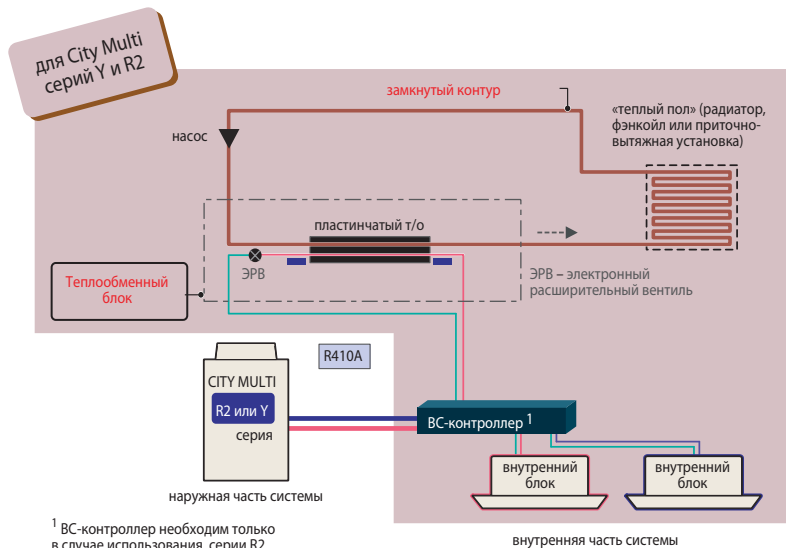 для City Multi
серий Y и R2
замкнутый контур
«теплый пол» (радиатор,
фэнкойл или приточно-
вытяжная установка)
насос
пластинчатый т/о
ЭРВ
ЭРВ – электронный
расширительный вентиль
Теплообменный
блок
R410A
CITY MULTI
R2 или Y
серия
ВС-контроллер 1
внутренний
блок
внутренний
блок
наружная часть системы
1 ВС-контроллер необходим только
в случае использования серии R2
внутренняя часть системы